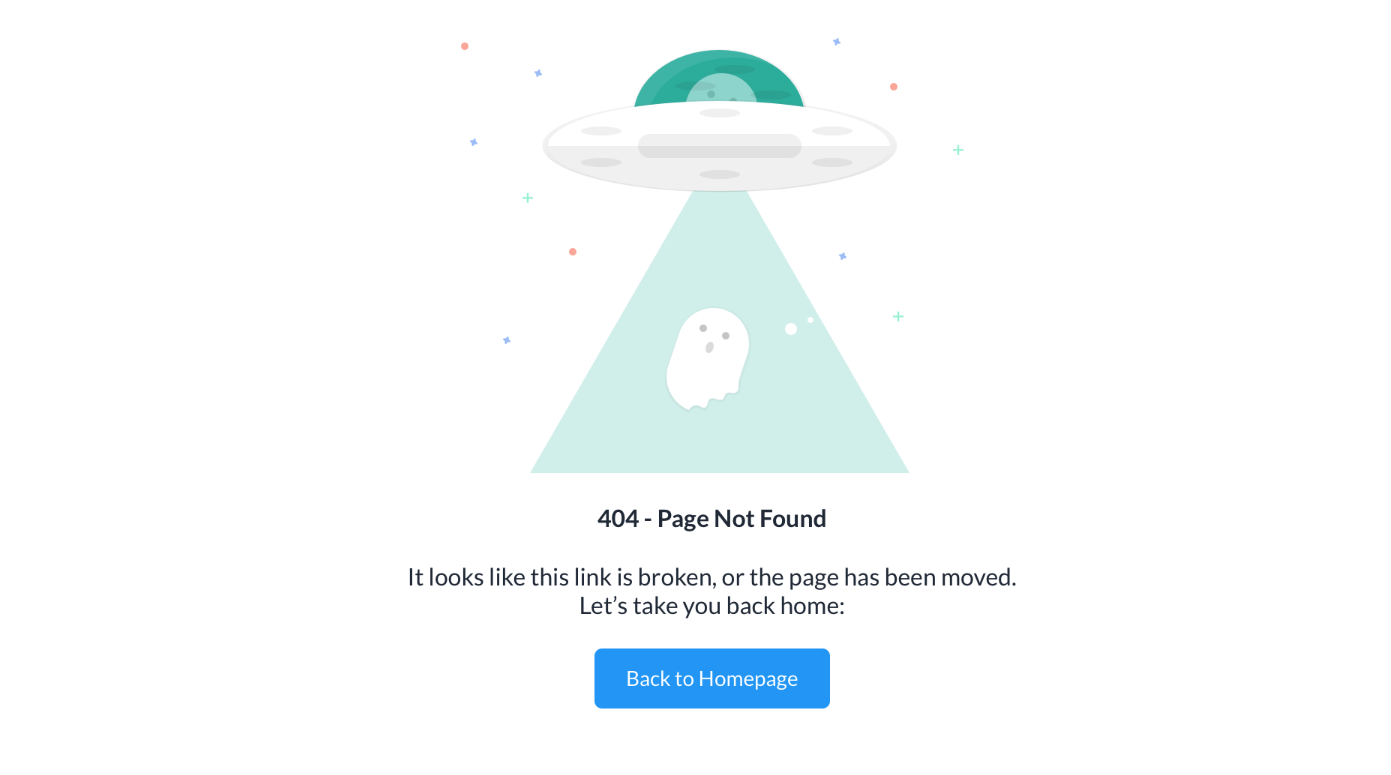 404 - Page Not Found
It looks like this link is broken, or the page has been moved.
Let’s take you back home:
Back to Homepage